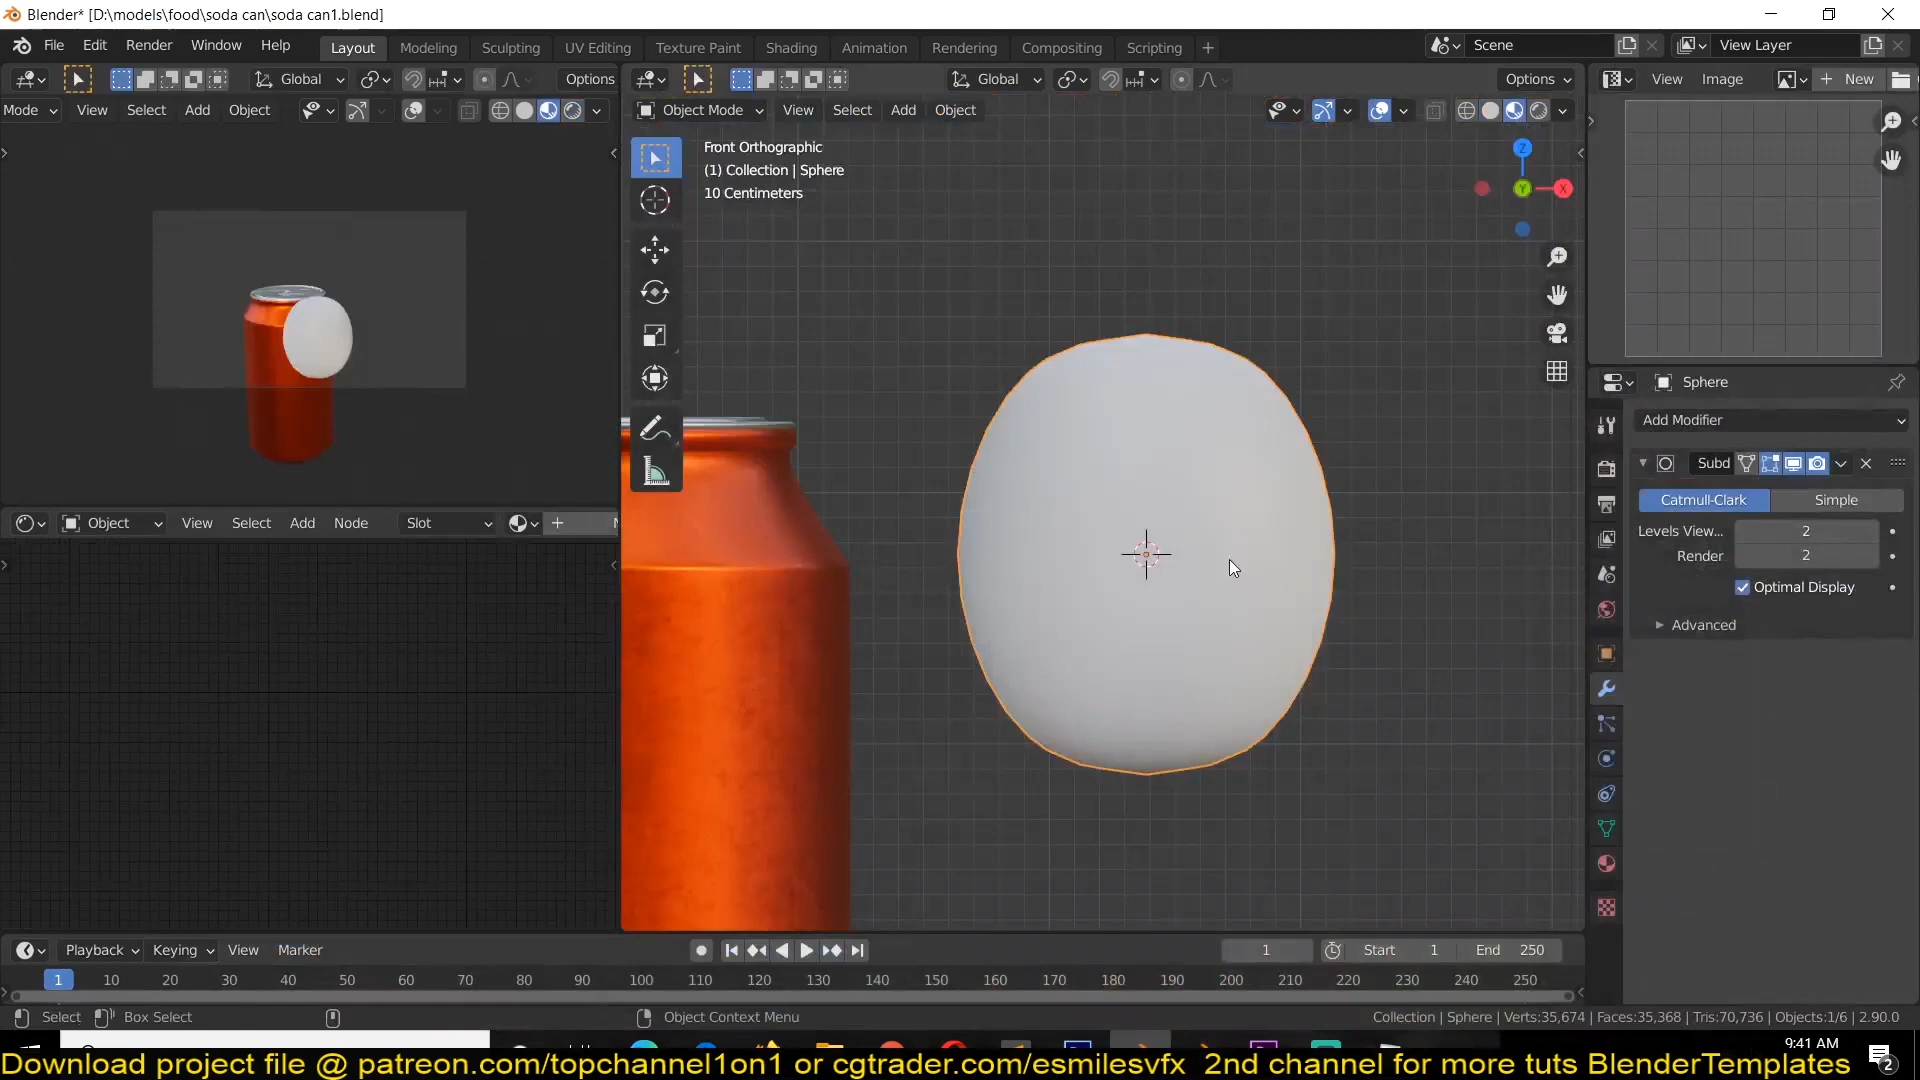 Blender* [D:\models\food\soda can\soda can1.blend]
File Edit Render Window Help Layout Modeling Sculpting UV Editing Texture Paint Shading Animation Rendering Compositing Scripting + Scene View Layer
Global Options Global Options View Image New
Mode View Select Add Object Object Mode View Select Add Object
Front Orthographic
(1) Collection | Sphere
10 Centimeters
Z
Y X
Sphere
Add Modifier
Subd
Catmull-Clark Simple
Levels View... 2
Render 2
Optimal Display
Advanced
Object View Select Add Node Slot
Playback Keying View Marker 1 Start 1 End 250
1 10 20 30 40 50 60 70 80 90 100 110 120 130 140 150 160 170 180 190 200 210 220 230 240 250
Select Box Select Object Context Menu Collection | Sphere | Verts:35,674 | Faces:35,368 | Tris:70,736 | Objects:1/6 | 2.90.0
9:41 AM
2
Download project file @ patreon.com/topchannel1on1 or cgtrader.com/esmilesvfx 2nd channel for more tuts BlenderTemplates